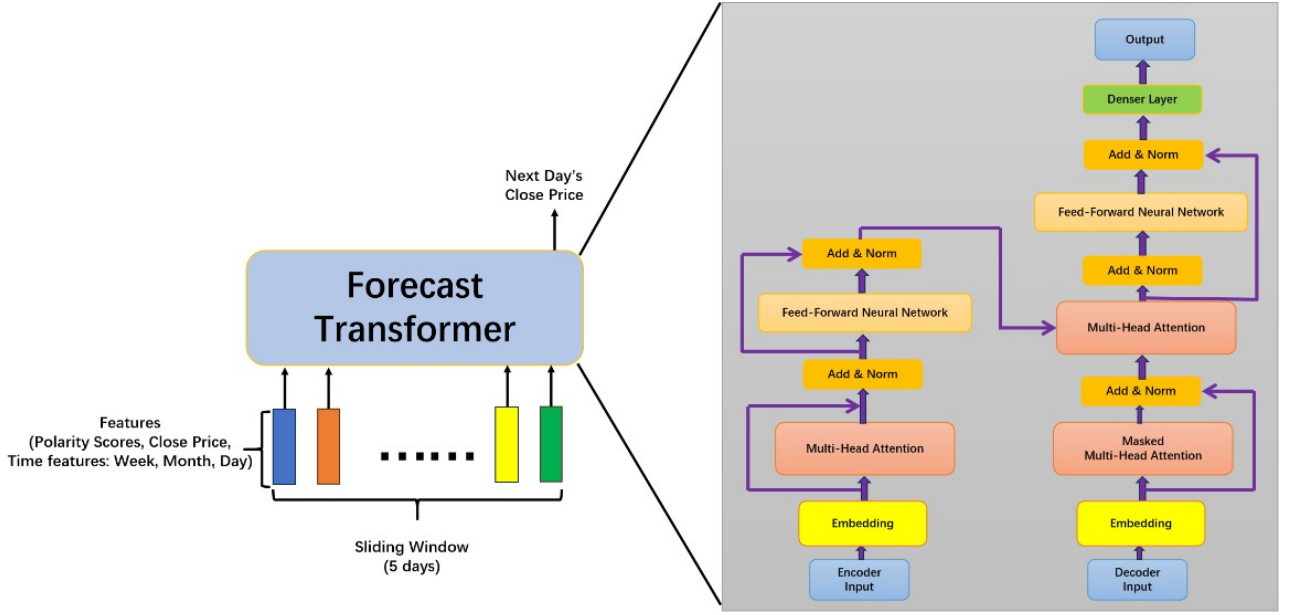 Next Day's
Close Price
Forecast
Transformer
Features
(Polarity Scores, Close Price,
Time features: Week, Month, Day)
Sliding Window
(5 days)
Add & Norm
Feed-Forward Neural Network
Add & Norm
Multi-Head Attention
Embedding
Encoder
Input
Output
Denser Layer
Add & Norm
Feed-Forward Neural Network
Add & Norm
Multi-Head Attention
Add & Norm
Masked
Multi-Head Attention
Embedding
Decoder
Input